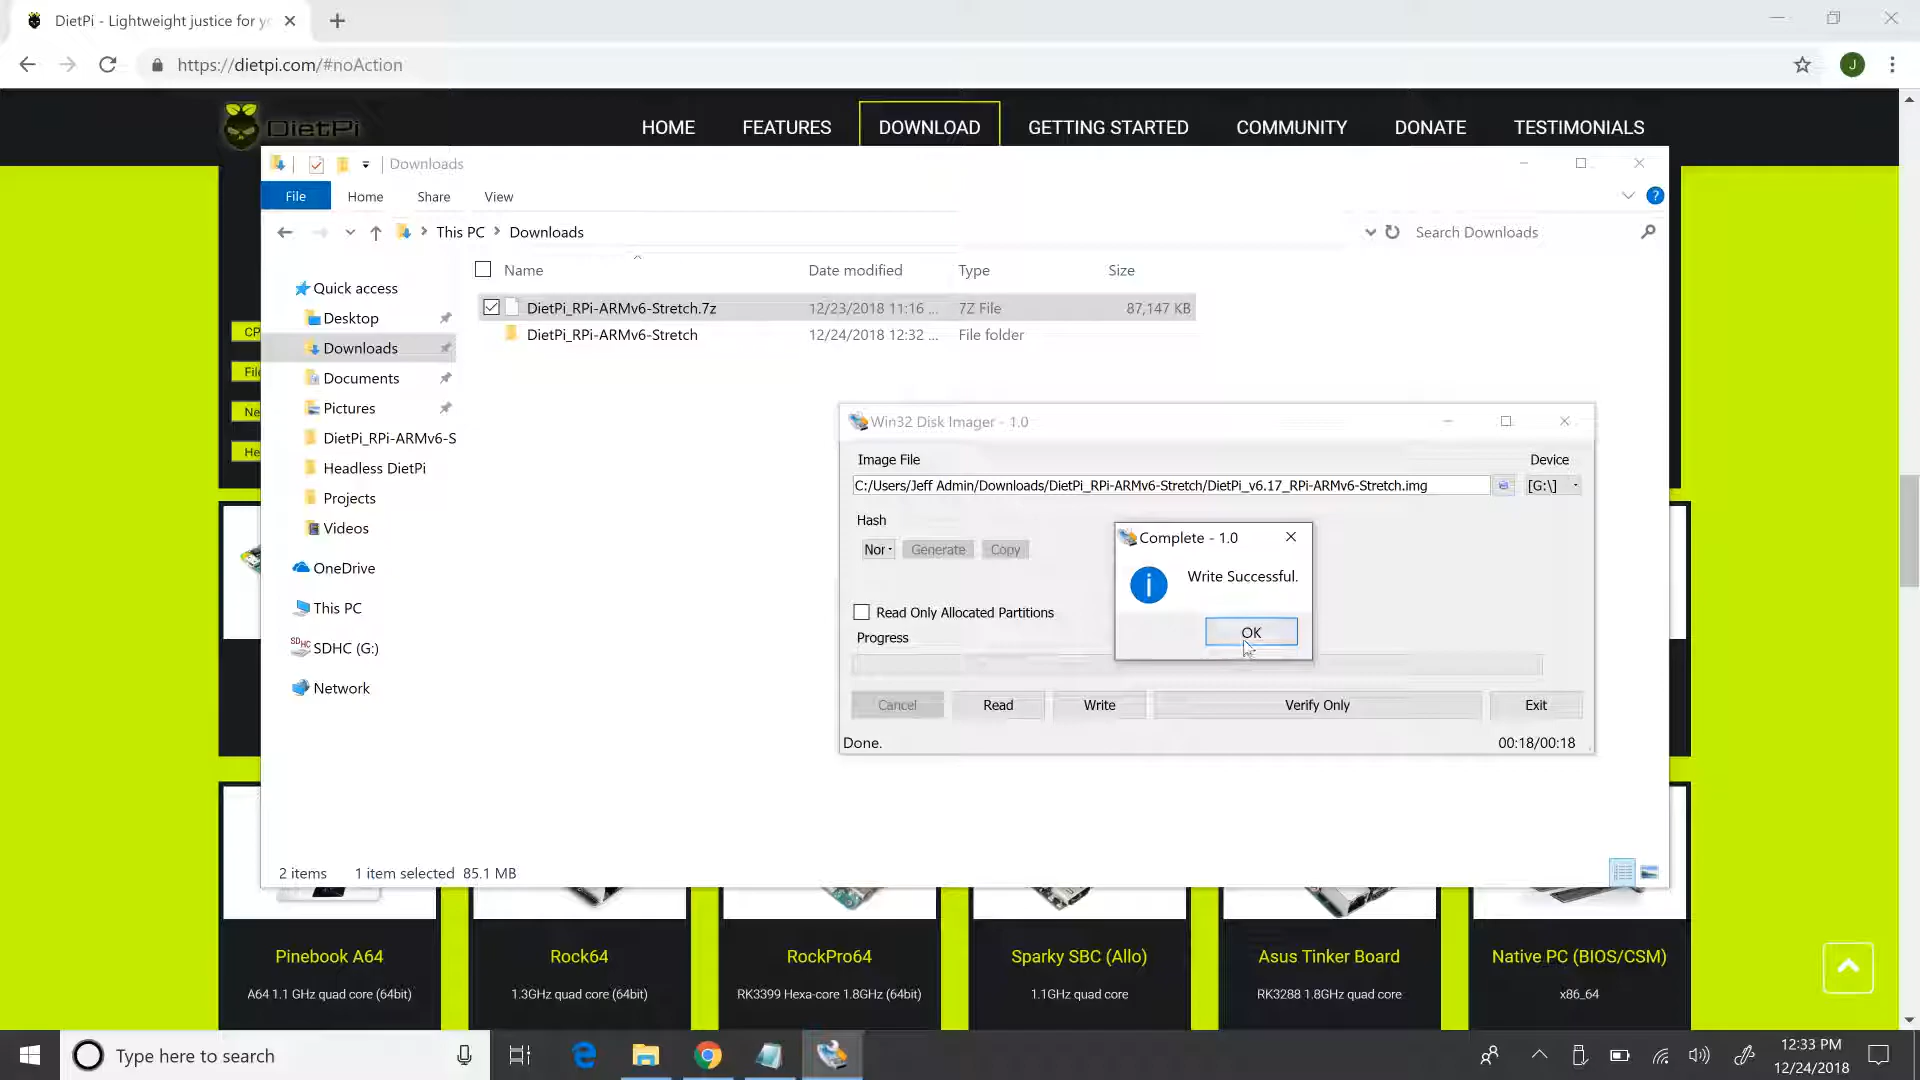 DietPi - Lightweight justice for yo
https://dietpi.com/#noAction
J
DietPi
HOME
FEATURES
DOWNLOAD
GETTING STARTED
COMMUNITY
DONATE
TESTIMONIALS
Downloads
File
Home
Share
View
?
This PC > Downloads
Search Downloads
Name
Date modified
Type
Size
DietPi_RPi-ARMv6-Stretch.7z
12/23/2018 11:16 ...
7Z File
87,147 KB
DietPi_RPi-ARMv6-Stretch
12/24/2018 12:32 ...
File folder
Quick access
Desktop
Downloads
Documents
Pictures
DietPi_RPi-ARMv6-S
Headless DietPi
Projects
Videos
OneDrive
This PC
SDHC
SDHC (G:)
Network
CP
File
Ne
He
Win32 Disk Imager - 1.0
Image File
Device
C:/Users/Jeff Admin/Downloads/DietPi_RPi-ARMv6-Stretch/DietPi_v6.17_RPi-ARMv6-Stretch.img
[G:\]
Hash
Nor
Generate
Copy
Read Only Allocated Partitions
Progress
Complete - 1.0
i
Write Successful.
OK
Cancel
Read
Write
Verify Only
Exit
Done.
00:18/00:18
2 items
1 item selected 85.1 MB
Pinebook A64
A64 1.1 GHz quad core (64bit)
Rock64
1.3GHz quad core (64bit)
RockPro64
RK3399 Hexa-core 1.8GHz (64bit)
Sparky SBC (Allo)
1.1GHz quad core
Asus Tinker Board
RK3288 1.8GHz quad core
Native PC (BIOS/CSM)
x86_64
Type here to search
12:33 PM
12/24/2018